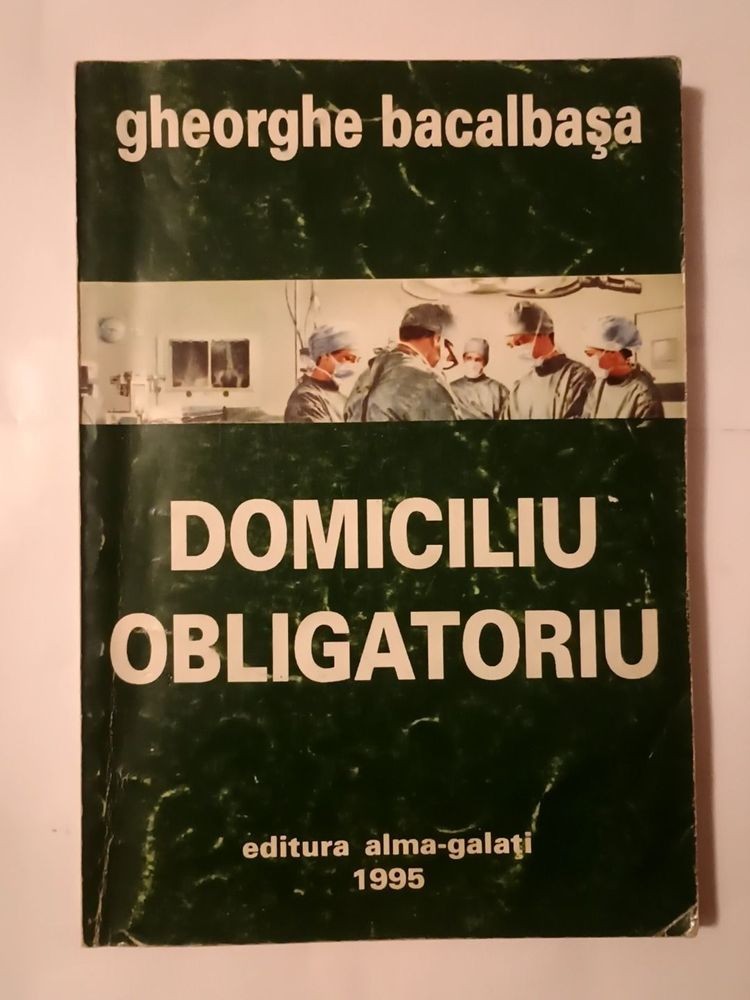 gheorghe bacalbaşa
DOMICILIU
OBLIGATORIU
editura alma-galaţi
1995